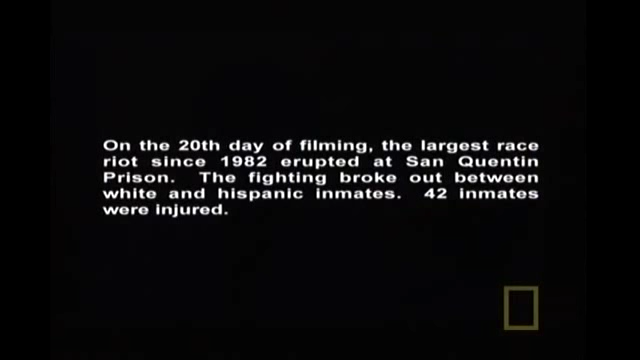 On the 20th day of filming, the largest race
riot since 1982 erupted at San Quentin
Prison. The fighting broke out between
white and hispanic inmates. 42 inmates
were injured.